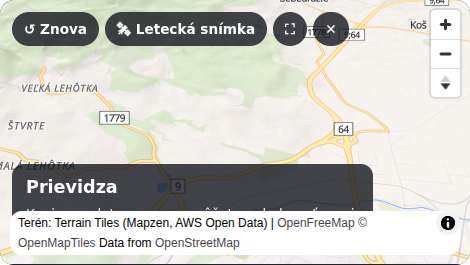 ↺ Znova
🛰 Letecká snímka
Koš
9;64
1778
9;64
VEĽKÁ LEHÔTKA
1779
ŠTVRTE
64
MALÁ LEHÔTKA
Prievidza
9
Terén: Terrain Tiles (Mapzen, AWS Open Data) | OpenFreeMap ©
OpenMapTiles Data from OpenStreetMap